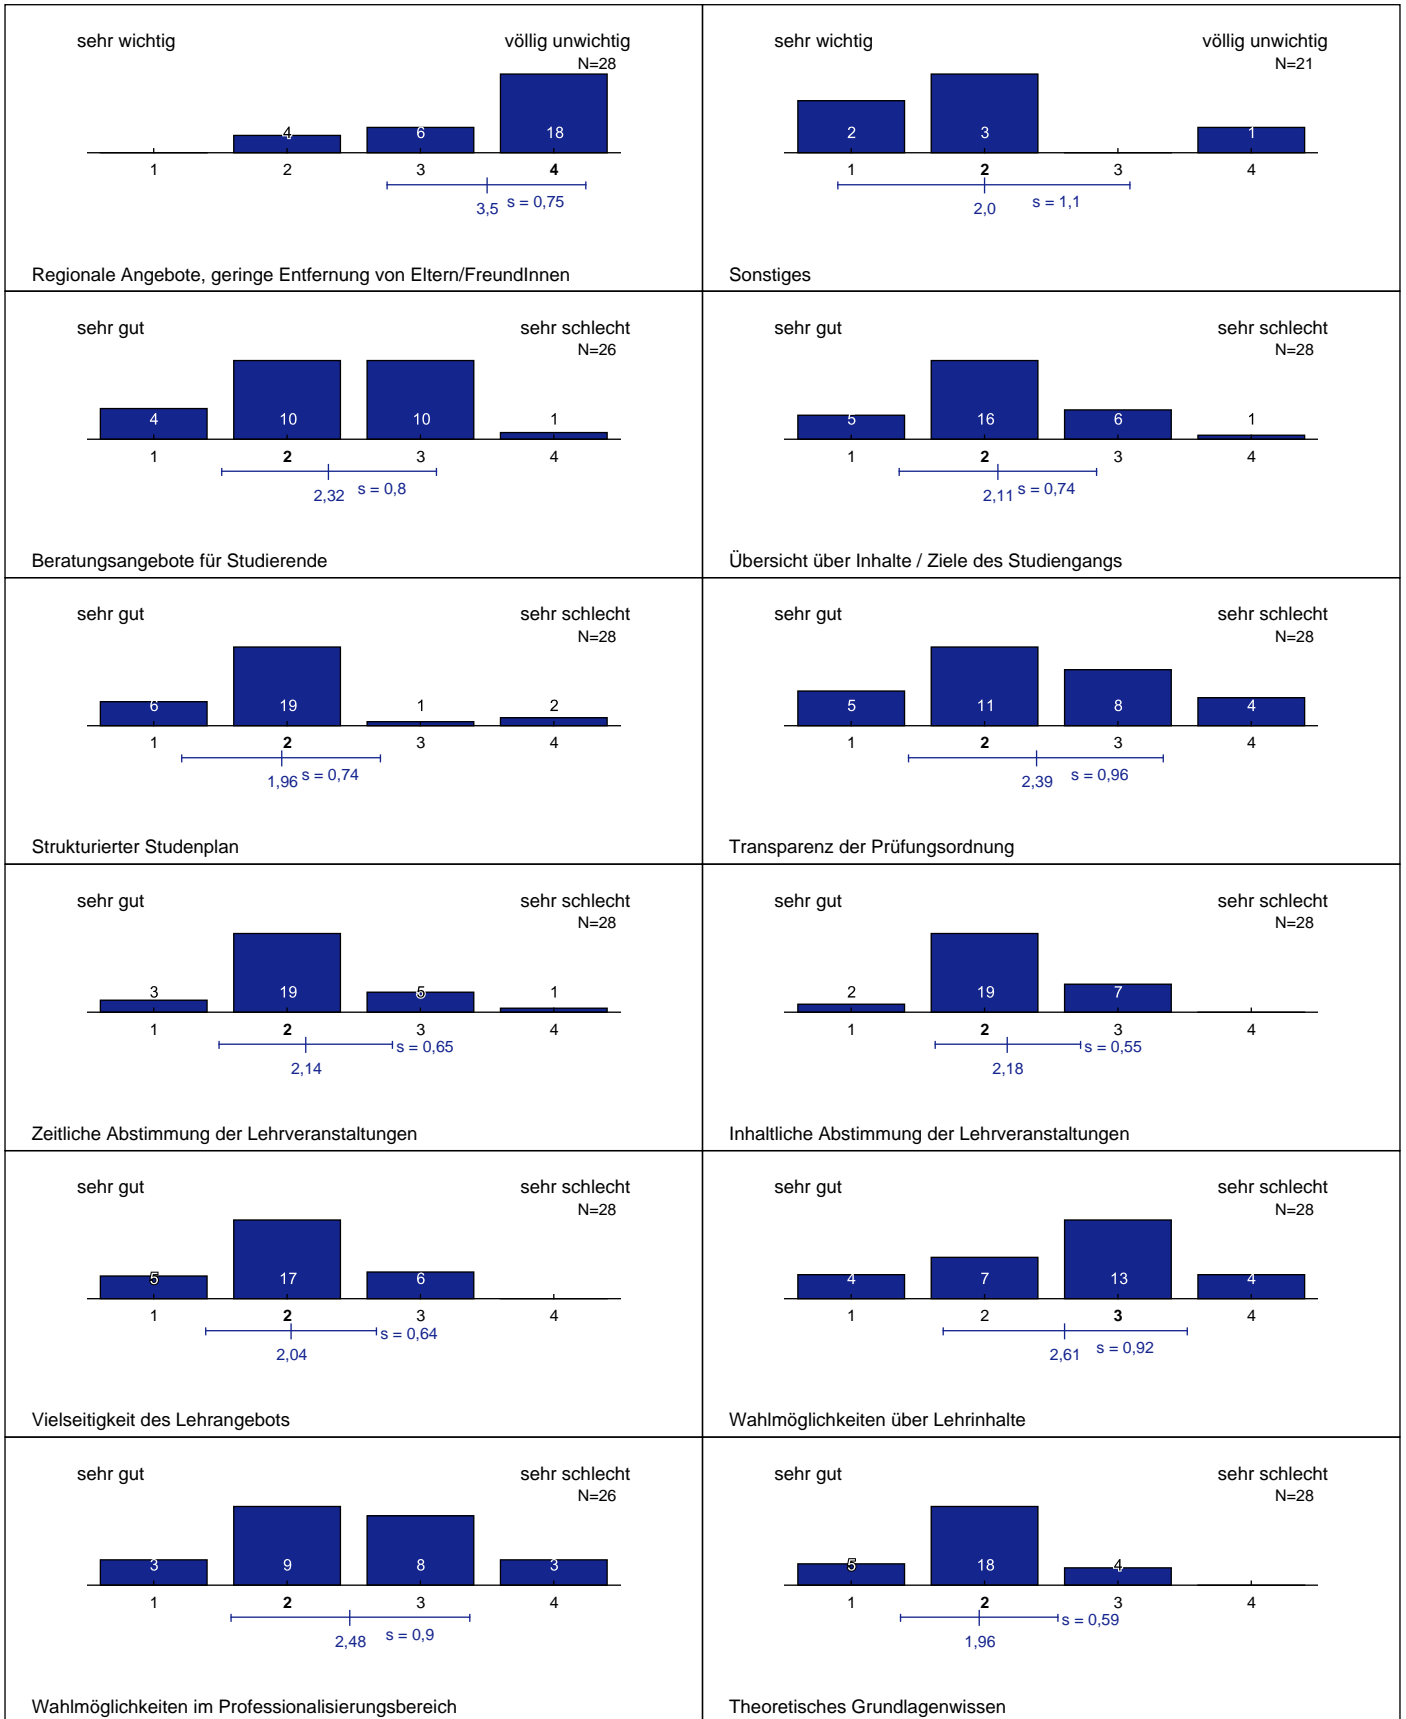 sehr wichtig völlig unwichtig
N=28
4 6 18
1 2 3 4
3,5 s = 0,75
Regionale Angebote, geringe Entfernung von Eltern/FreundInnen
sehr wichtig völlig unwichtig
N=21
2 3 1
1 2 3 4
2,0 s = 1,1
Sonstiges
sehr gut sehr schlecht
N=26
4 10 10 1
1 2 3 4
2,32 s = 0,8
Beratungsangebote für Studierende
sehr gut sehr schlecht
N=28
5 16 6 1
1 2 3 4
2,11 s = 0,74
Übersicht über Inhalte / Ziele des Studiengangs
sehr gut sehr schlecht
N=28
6 19 1 2
1 2 3 4
1,96 s = 0,74
Strukturierter Studenplan
sehr gut sehr schlecht
N=28
5 11 8 4
1 2 3 4
2,39 s = 0,96
Transparenz der Prüfungsordnung
sehr gut sehr schlecht
N=28
3 19 5 1
1 2 3 4
s = 0,65
2,14
Zeitliche Abstimmung der Lehrveranstaltungen
sehr gut sehr schlecht
N=28
2 19 7
1 2 3 4
s = 0,55
2,18
Inhaltliche Abstimmung der Lehrveranstaltungen
sehr gut sehr schlecht
N=28
5 17 6
1 2 3 4
s = 0,64
2,04
Vielseitigkeit des Lehrangebots
sehr gut sehr schlecht
N=28
4 7 13 4
1 2 3 4
2,61 s = 0,92
Wahlmöglichkeiten über Lehrinhalte
sehr gut sehr schlecht
N=26
3 9 8 3
1 2 3 4
2,48 s = 0,9
Wahlmöglichkeiten im Professionalisierungsbereich
sehr gut sehr schlecht
N=28
5 18 4
1 2 3 4
s = 0,59
1,96
Theoretisches Grundlagenwissen